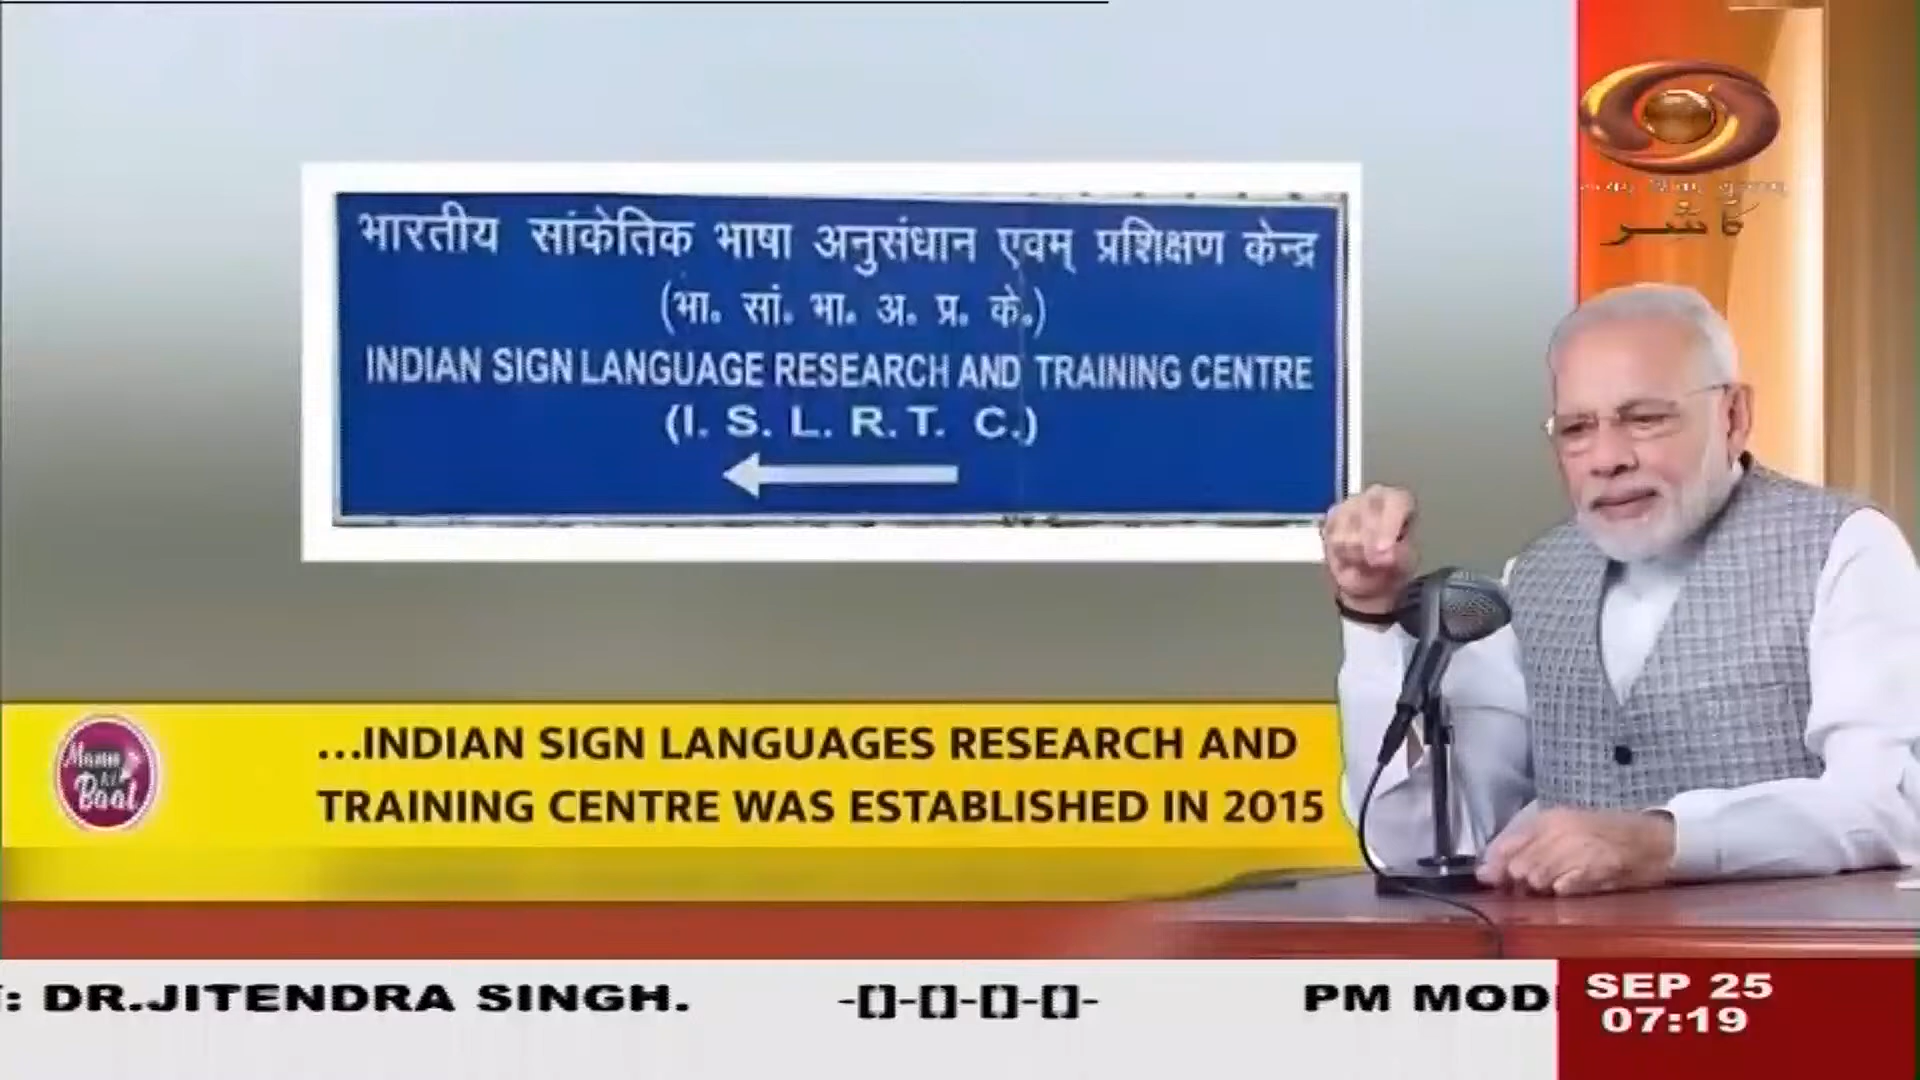 भारतीय सांकेतिक भाषा अनुसंधान एवम् प्रशिक्षण केन्द्र
(भा. सां. भा. अ. प्र. के.)
INDIAN SIGN LANGUAGE RESEARCH AND TRAINING CENTRE
(I. S. L. R. T. C.)
كأشر
Mann
Ki
Baat
...INDIAN SIGN LANGUAGES RESEARCH AND
TRAINING CENTRE WAS ESTABLISHED IN 2015
: DR.JITENDRA SINGH. -[]-[]-[]-[]- PM MOD
SEP 25
07:19